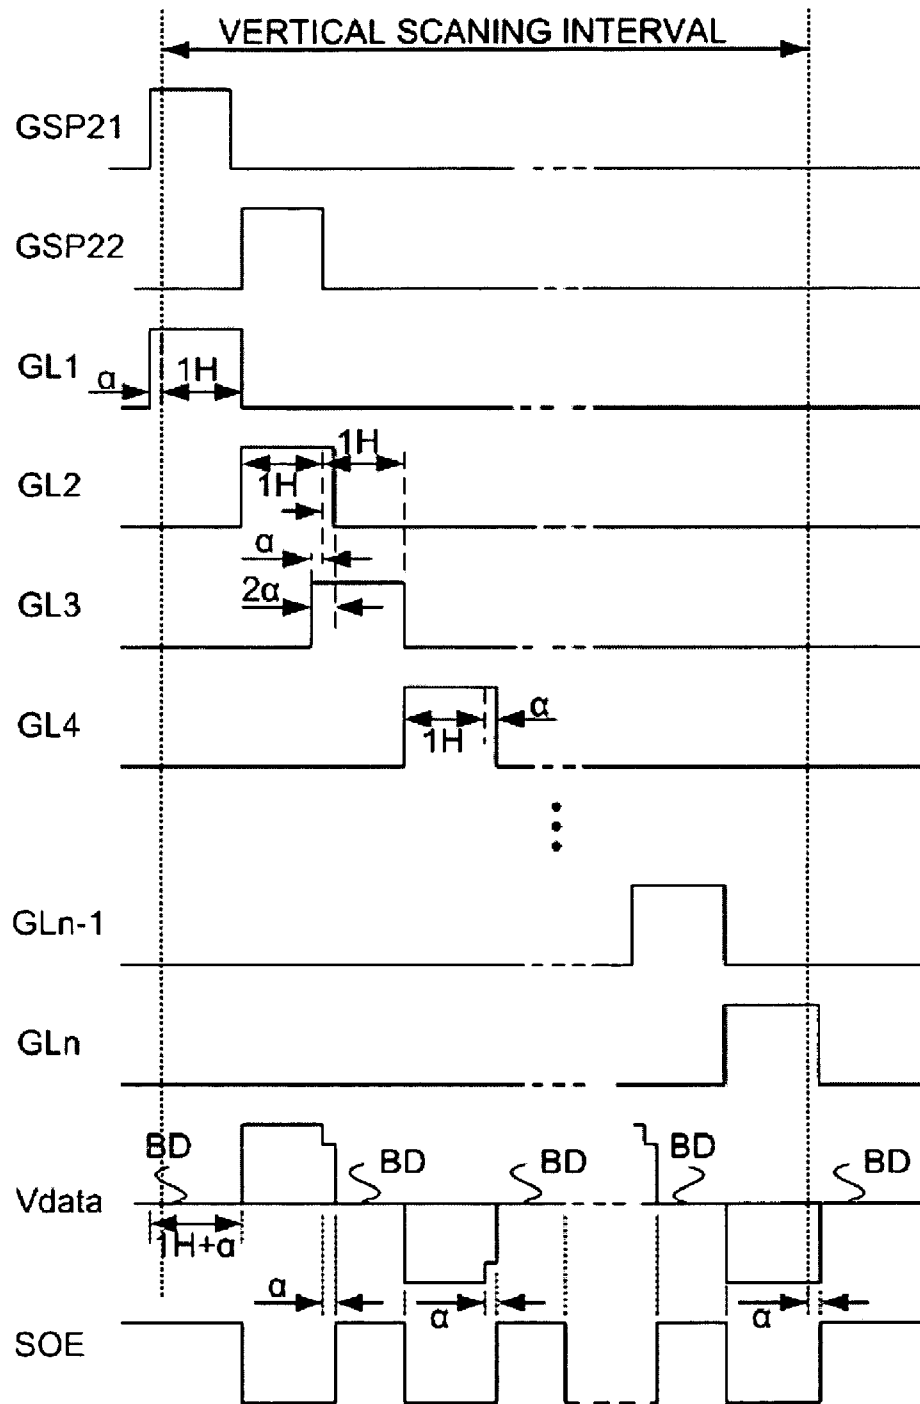 VERTICAL SCANING INTERVAL
GSP21
GSP22
GL1
α
1H
GL2
1H
1H
α
GL3
2α
GL4
1H
α
GLn-1
GLn
BD
BD
BD
BD
BD
Vdata
1H+α
α
α
α
SOE